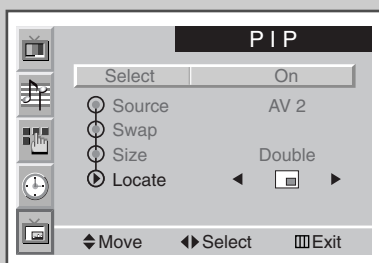 PIP
Select On
Source AV 2
Swap
Size Double
Locate
Move Select Exit